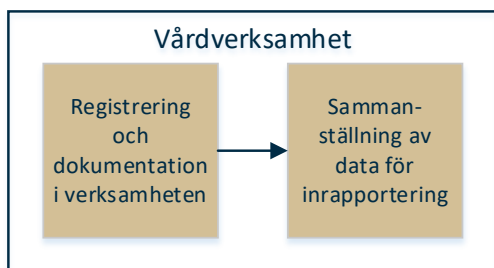 Vårdverksamhet
Registrering
och
dokumentation
i verksamheten
Samman-
ställning av
data för
inrapportering